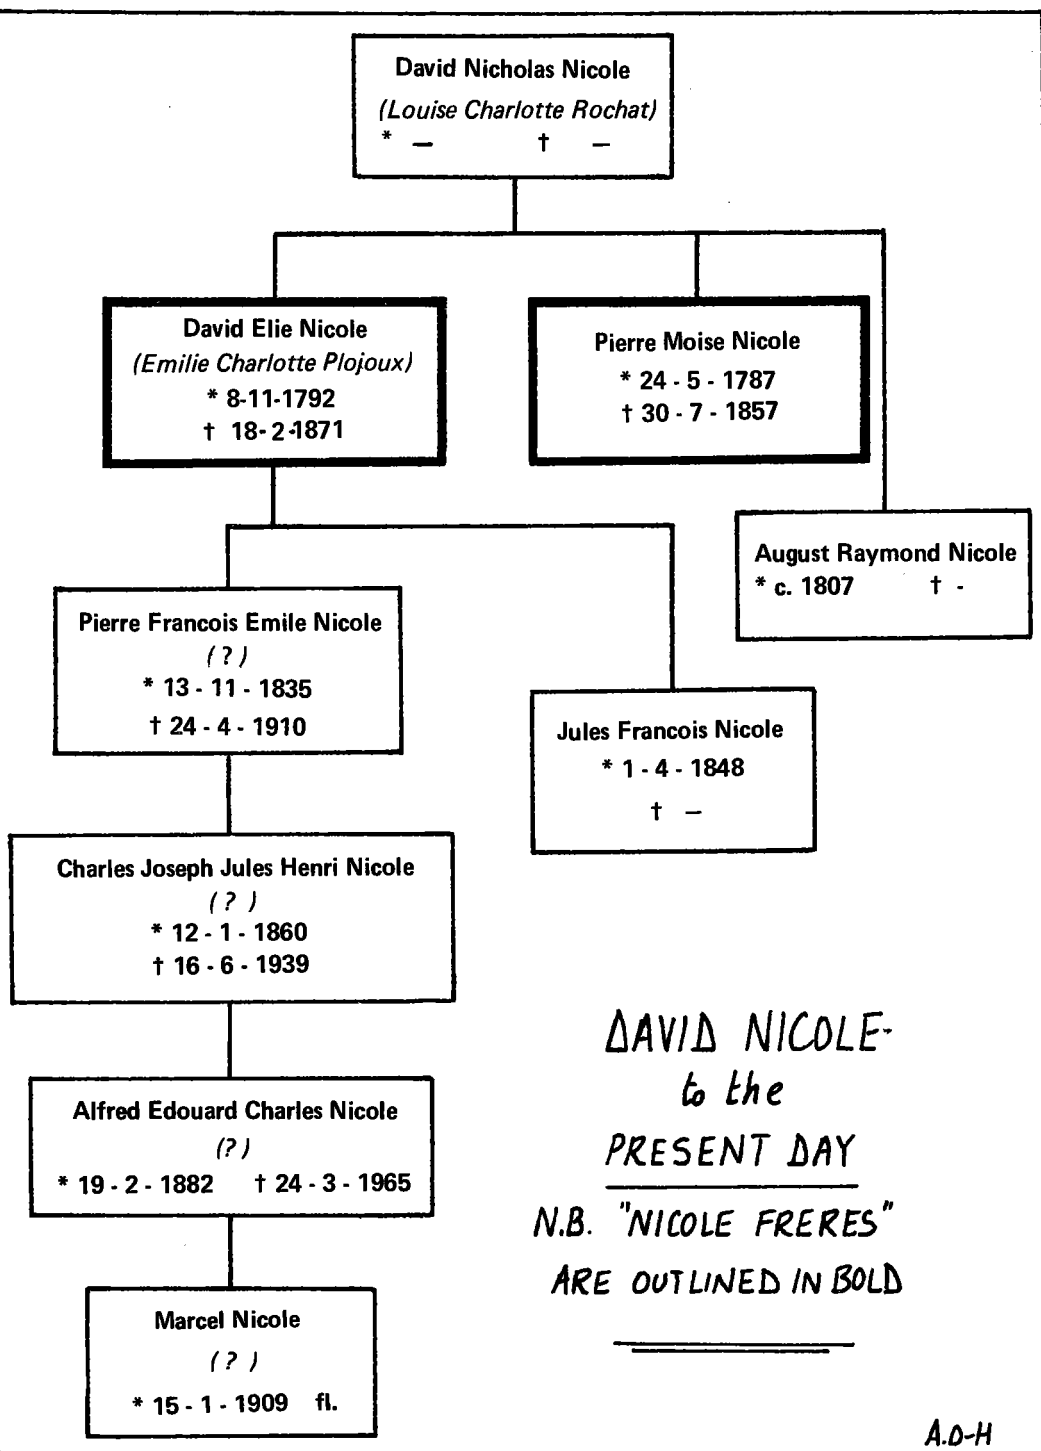 David Nicholas Nicole
(Louise Charlotte Rochat)
* – † –
David Elie Nicole
(Emilie Charlotte Plojoux)
* 8-11-1792
† 18-2-1871
Pierre Moise Nicole
* 24 - 5 - 1787
† 30 - 7 - 1857
August Raymond Nicole
* c. 1807 † -
Pierre Francois Emile Nicole
(?)
* 13 - 11 - 1835
† 24 - 4 - 1910
Jules Francois Nicole
* 1 - 4 - 1848
† –
Charles Joseph Jules Henri Nicole
(?)
* 12 - 1 - 1860
† 16 - 6 - 1939
Alfred Edouard Charles Nicole
(?)
* 19 - 2 - 1882 † 24 - 3 - 1965
Marcel Nicole
(?)
* 15 - 1 - 1909 fl.
DAVID NICOLE-
to the
PRESENT DAY
N.B. "NICOLE FRERES"
ARE OUTLINED IN BOLD
A.O-H